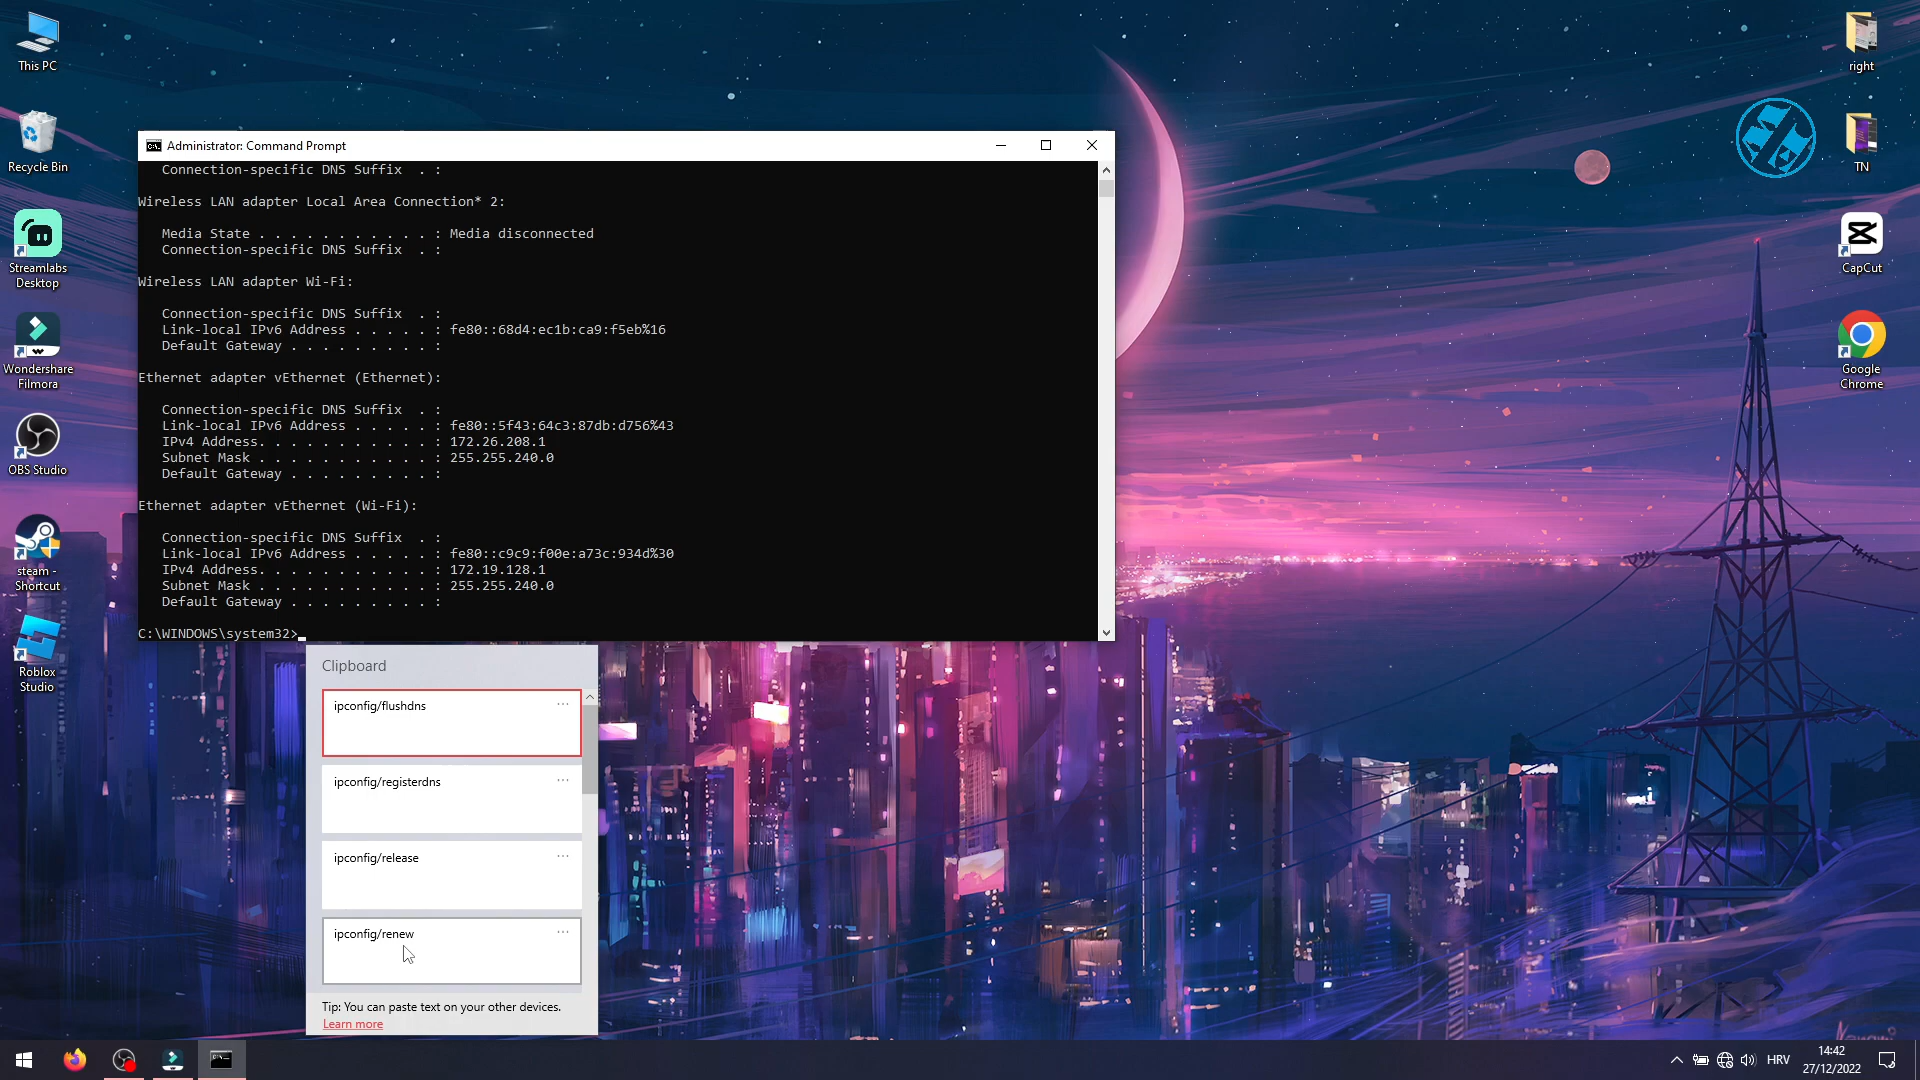 This PC
Recycle Bin
Streamlabs
Desktop
Wondershare
Filmora
OBS Studio
steam -
Shortcut
Roblox
Studio
Administrator: Command Prompt
Connection-specific DNS Suffix  . :
Wireless LAN adapter Local Area Connection* 2:
Media State . . . . . . . . . . . : Media disconnected
Connection-specific DNS Suffix  . :
Wireless LAN adapter Wi-Fi:
Connection-specific DNS Suffix  . :
Link-local IPv6 Address . . . . . : fe80::68d4:ec1b:ca9:f5eb%16
Default Gateway . . . . . . . . . :
Ethernet adapter vEthernet (Ethernet):
Connection-specific DNS Suffix  . :
Link-local IPv6 Address . . . . . : fe80::5f43:64c3:87db:d756%43
IPv4 Address. . . . . . . . . . . : 172.26.208.1
Subnet Mask . . . . . . . . . . . : 255.255.240.0
Default Gateway . . . . . . . . . :
Ethernet adapter vEthernet (Wi-Fi):
Connection-specific DNS Suffix  . :
Link-local IPv6 Address . . . . . : fe80::c9c9:f00e:a73c:934d%30
IPv4 Address. . . . . . . . . . . : 172.19.128.1
Subnet Mask . . . . . . . . . . . : 255.255.240.0
Default Gateway . . . . . . . . . :
C:\WINDOWS\system32>
Clipboard
ipconfig/flushdns
ipconfig/registerdns
ipconfig/release
ipconfig/renew
Tip: You can paste text on your other devices.
Learn more
right
TN
CapCut
Google
Chrome
HRV
14:42
27/12/2022